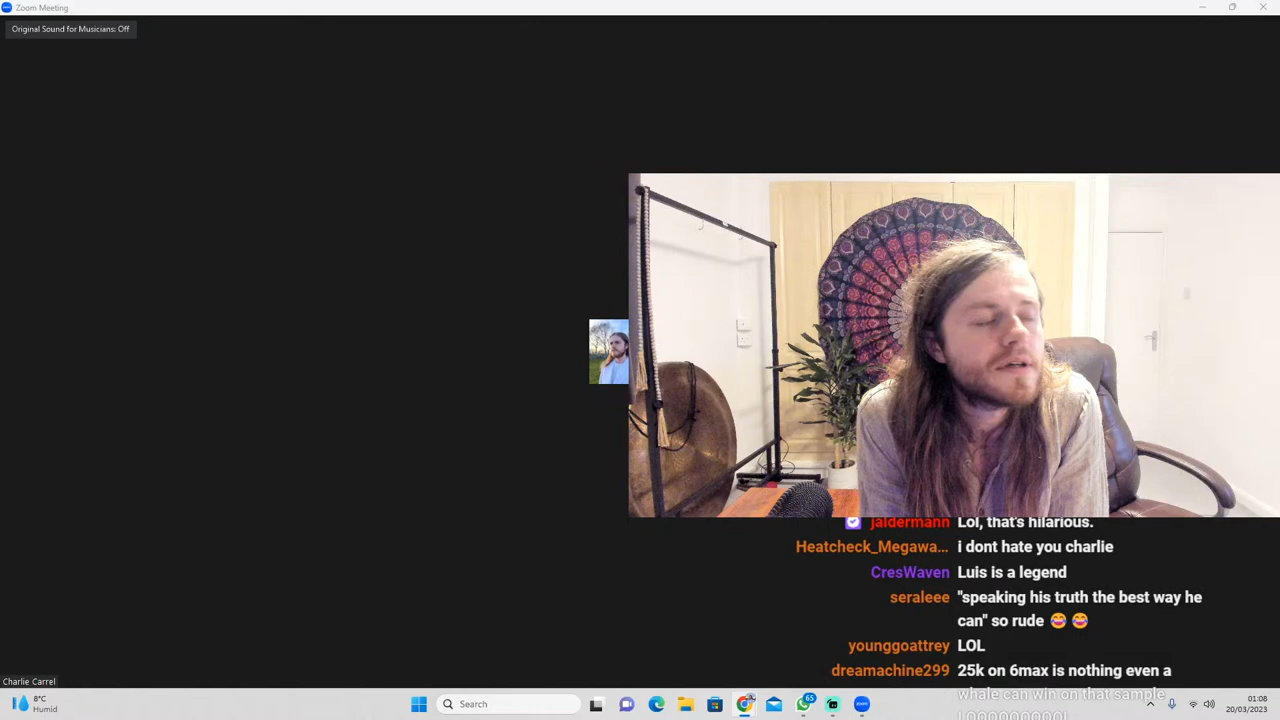 Zoom Meeting
Original Sound for Musicians: Off
jaldermann Lol, that's hilarious.
Heatcheck_Megawa... i dont hate you charlie
CresWaven Luis is a legend
seraleee "speaking his truth the best way he
can" so rude 😂 😂
younggoattrey LOL
dreamachine299 25k on 6max is nothing even a
whale can win on that sample
Charlie Carrel
8°C
Humid
Search
65
zoom
01:08
20/03/2023